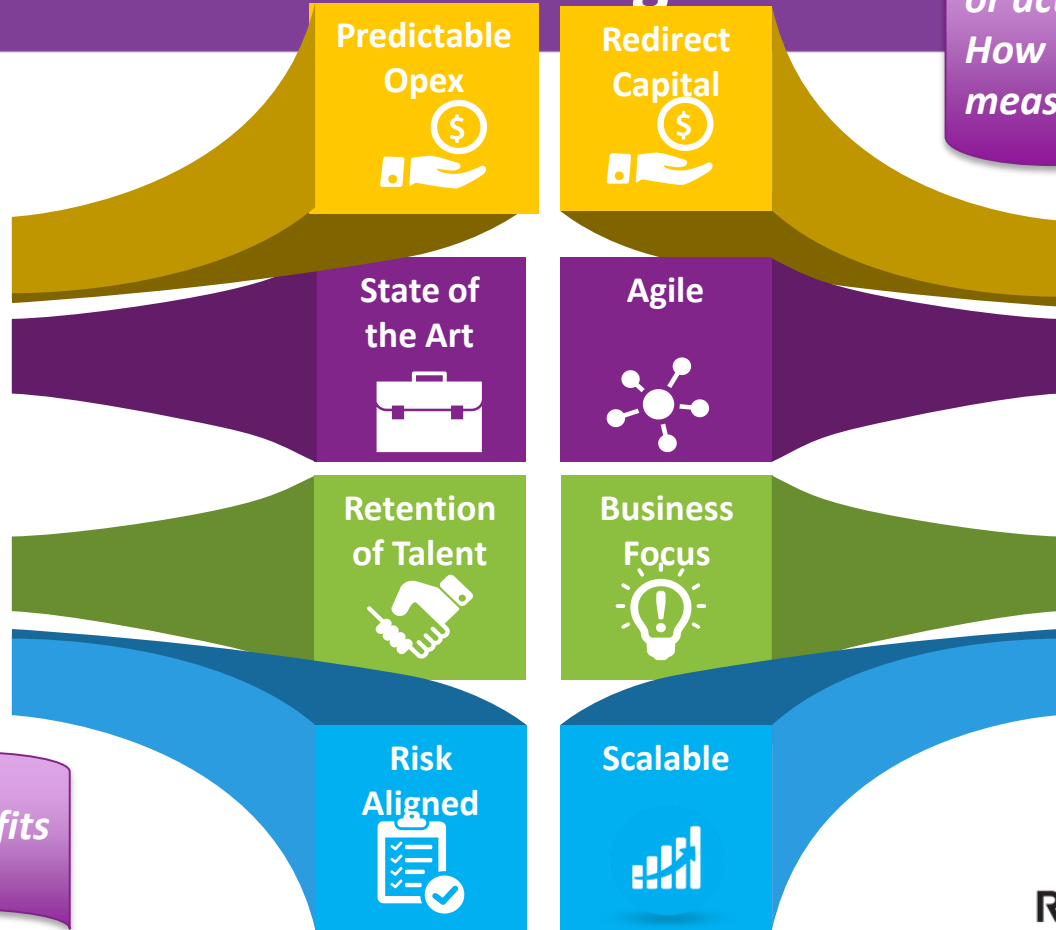 Predictable
Opex
$
Redirect
Capital
$
How
meas
State of
the Art
Agile
Retention
of Talent
Business
Focus
!
Risk
Aligned
Scalable
fits
R